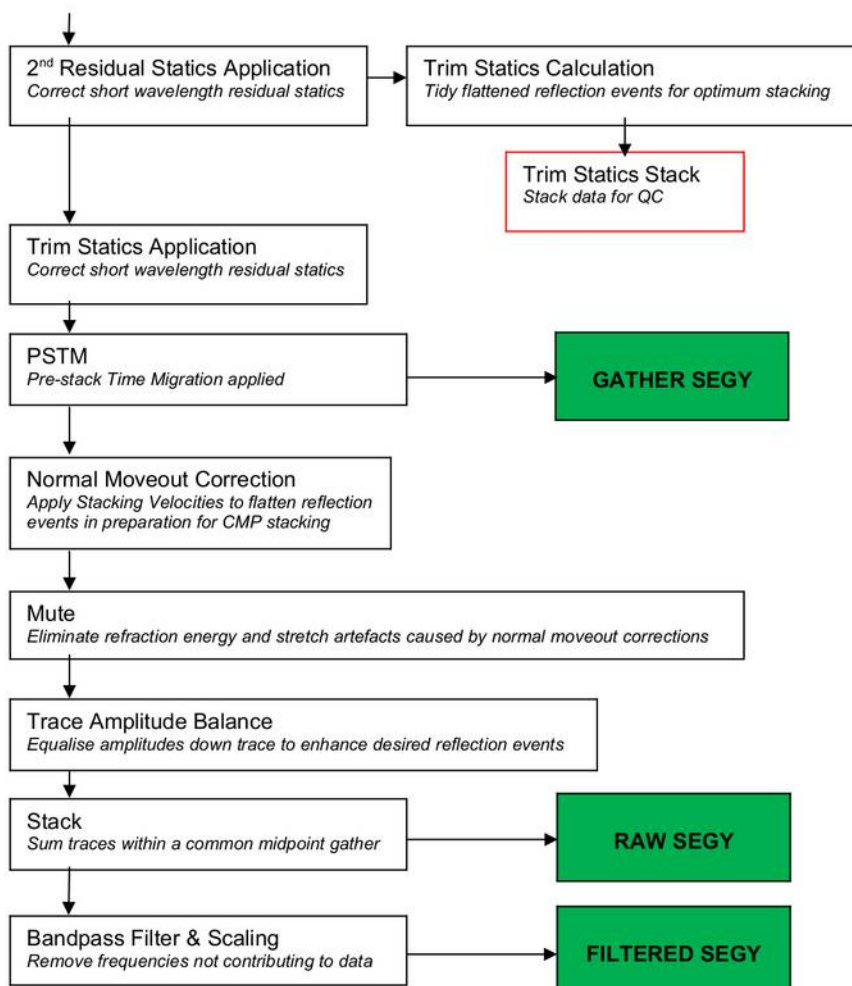 2nd Residual Statics Application
Correct short wavelength residual statics
Trim Statics Calculation
Tidy flattened reflection events for optimum stacking
Trim Statics Stack
Stack data for QC
Trim Statics Application
Correct short wavelength residual statics
PSTM
Pre-stack Time Migration applied
GATHER SEGY
Normal Moveout Correction
Apply Stacking Velocities to flatten reflection
events in preparation for CMP stacking
Mute
Eliminate refraction energy and stretch artefacts caused by normal moveout corrections
Trace Amplitude Balance
Equalise amplitudes down trace to enhance desired reflection events
Stack
Sum traces within a common midpoint gather
RAW SEGY
Bandpass Filter & Scaling
Remove frequencies not contributing to data
FILTERED SEGY